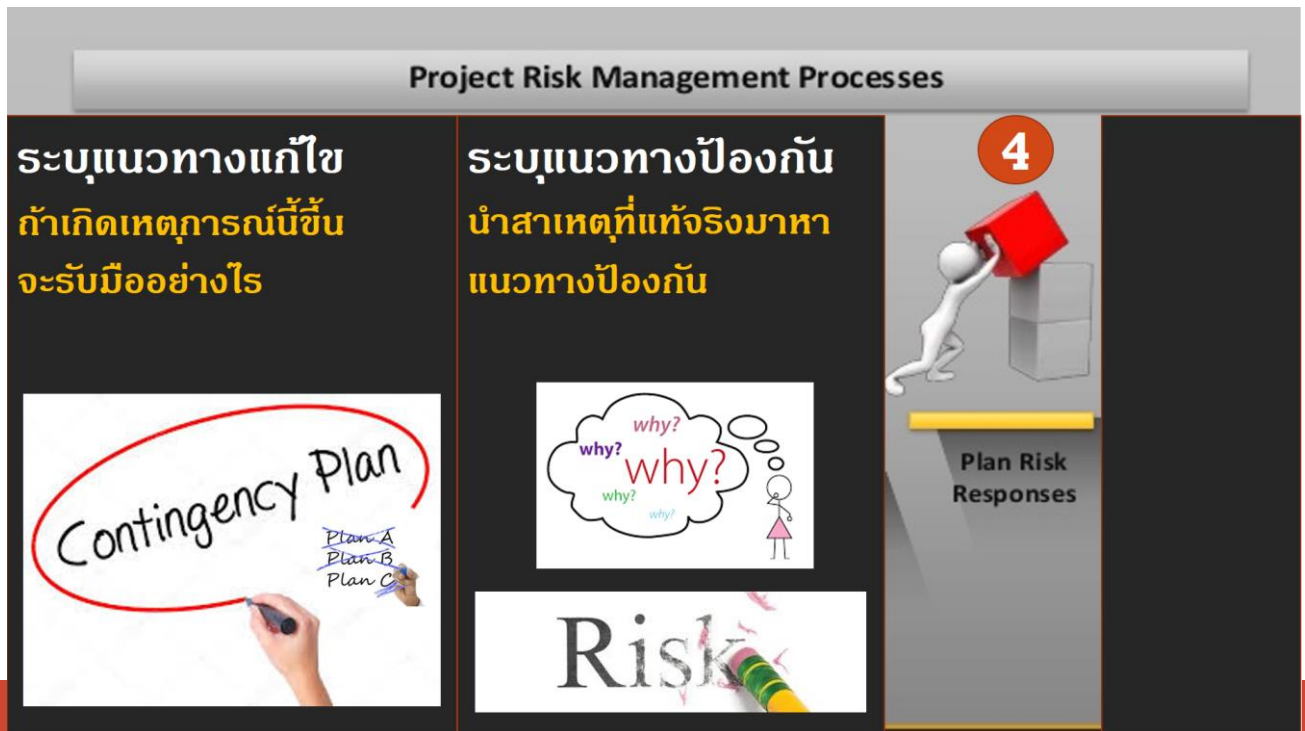 Project Risk Management Processes
ระบุแนวทางแก้ไข
ถ้าเกิดเหตุการณ์นี้ขึ้น
จะรับมืออย่างไร
Contingency Plan
Plan A
Plan B
Plan C
ระบุแนวทางป้องกัน
นำสาเหตุที่แท้จริงมาหา
แนวทางป้องกัน
why?
why?
why?
why?
why?
Risk
4
Plan Risk
Responses